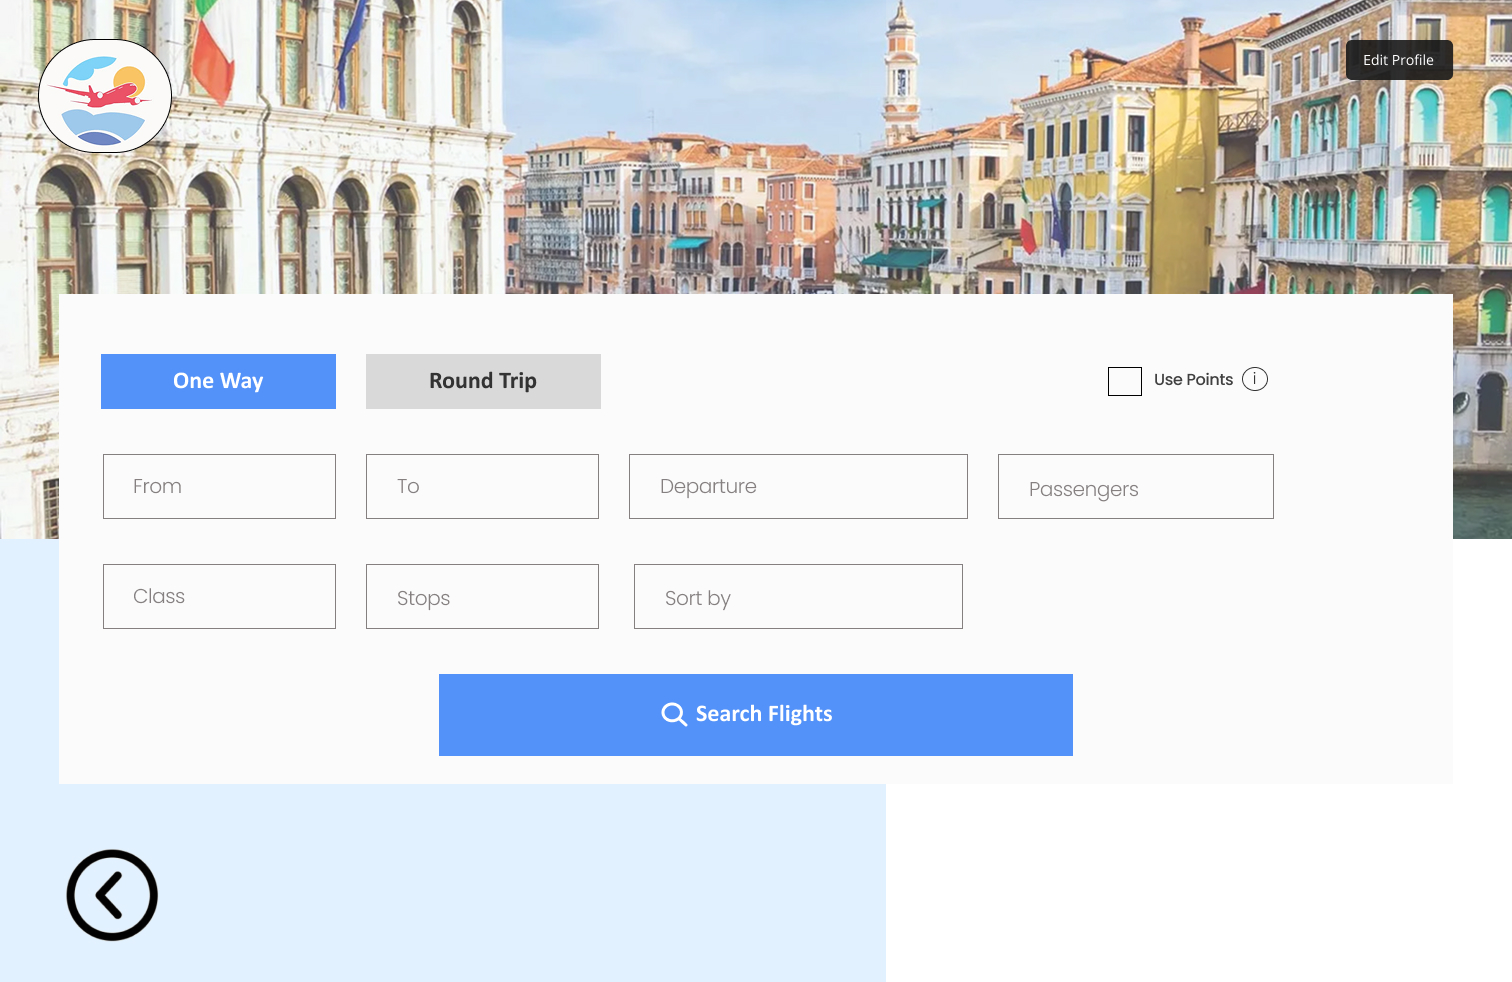 Edit Profile
One Way
Round Trip
Use Points
i
From
To
Departure
Passengers
Class
Stops
Sort by
Search Flights